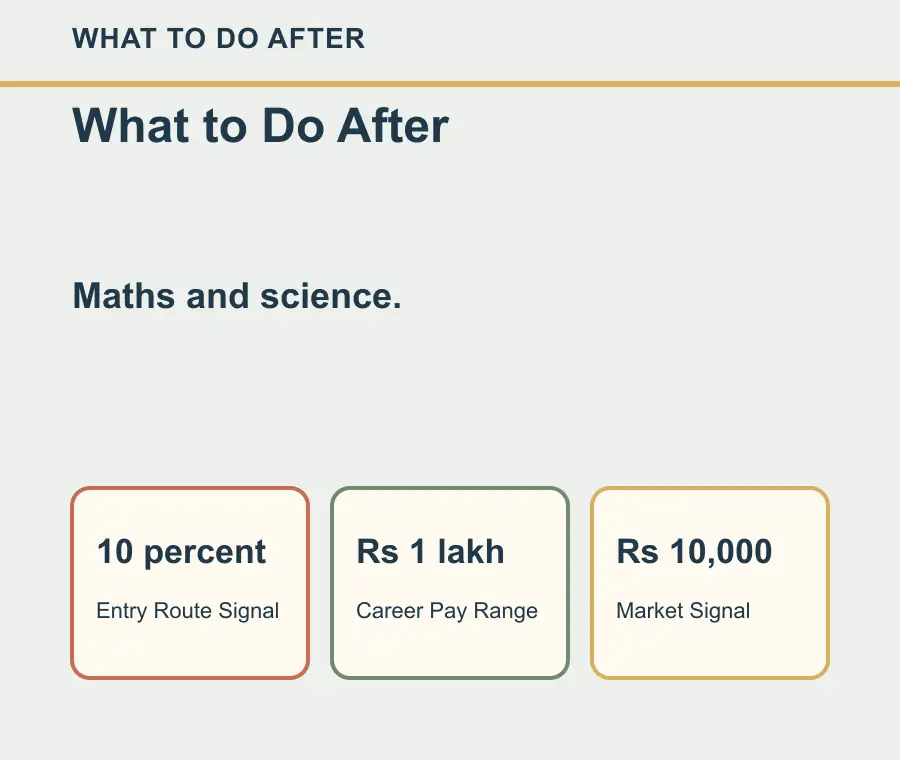 WHAT TO DO AFTER
What to Do After
Maths and science.
10 percent
Entry Route Signal
Rs 1 lakh
Career Pay Range
Rs 10,000
Market Signal